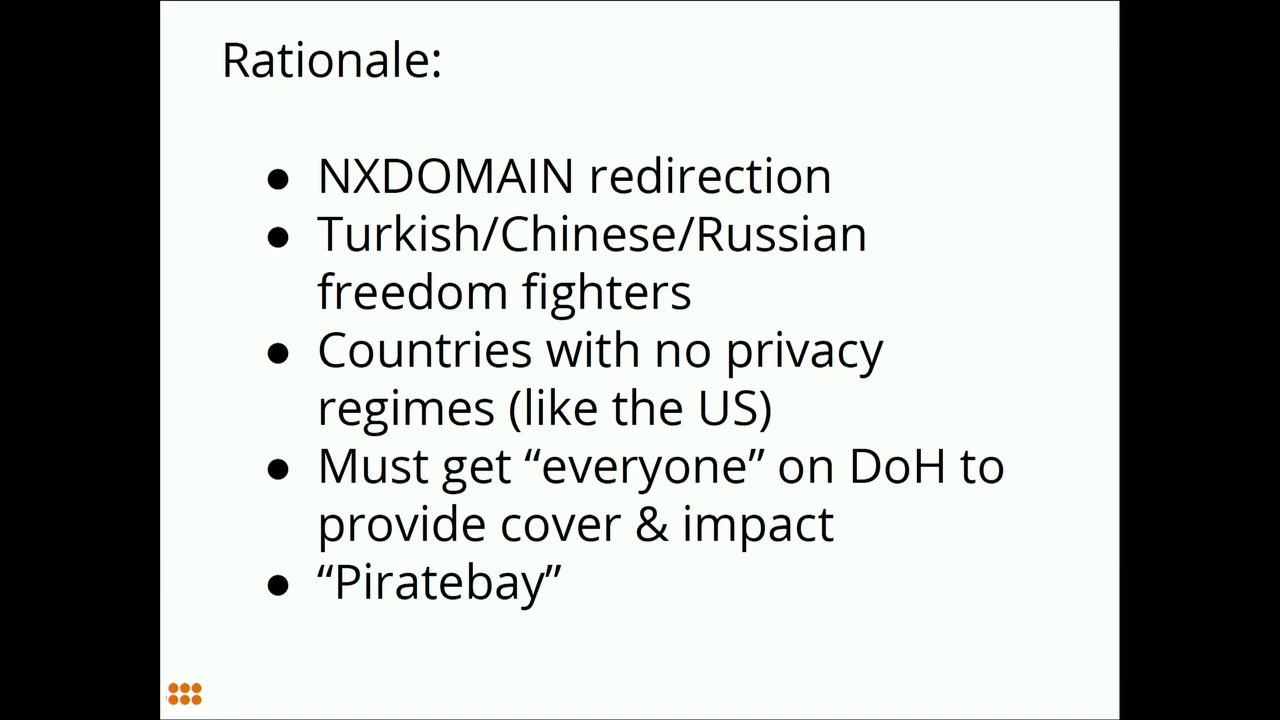 Rationale:
● NXDOMAIN redirection
● Turkish/Chinese/Russian
freedom fighters
● Countries with no privacy
regimes (like the US)
● Must get “everyone” on DoH to
provide cover & impact
● “Piratebay”